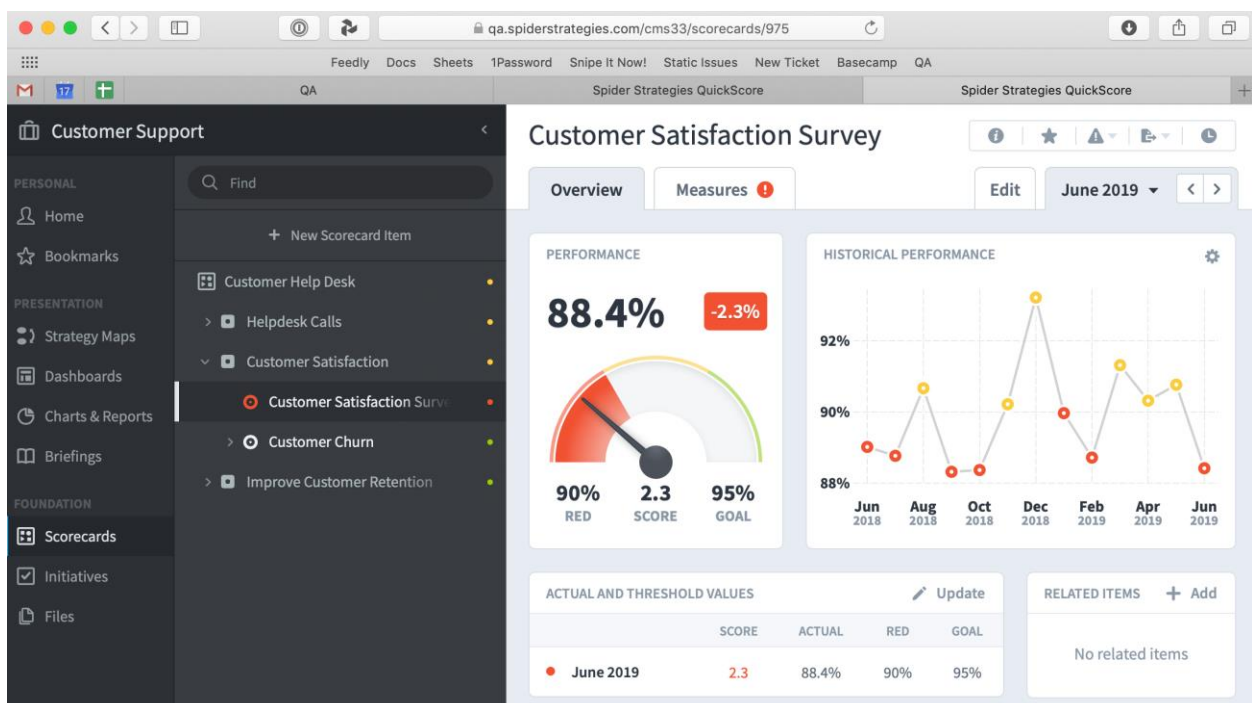 qa.spiderstrategies.com/cms33/scorecards/975
Feedly Docs Sheets 1Password Snipe It Now! Static Issues New Ticket Basecamp QA
17 QA Spider Strategies QuickScore Spider Strategies QuickScore
Customer Support
PERSONAL
Home
Bookmarks
PRESENTATION
Strategy Maps
Dashboards
Charts & Reports
Briefings
FOUNDATION
Scorecards
Initiatives
Files
Find
+ New Scorecard Item
Customer Help Desk
Helpdesk Calls
Customer Satisfaction
Customer Satisfaction Surve
Customer Churn
Improve Customer Retention
Customer Satisfaction Survey
Overview Measures Edit June 2019
PERFORMANCE
88.4% -2.3%
90% 2.3 95%
RED SCORE GOAL
HISTORICAL PERFORMANCE
92%
90%
88%
Jun Aug Oct Dec Feb Apr Jun
2018 2018 2018 2018 2019 2019 2019
ACTUAL AND THRESHOLD VALUES Update
SCORE ACTUAL RED GOAL
June 2019 2.3 88.4% 90% 95%
RELATED ITEMS + Add
No related items